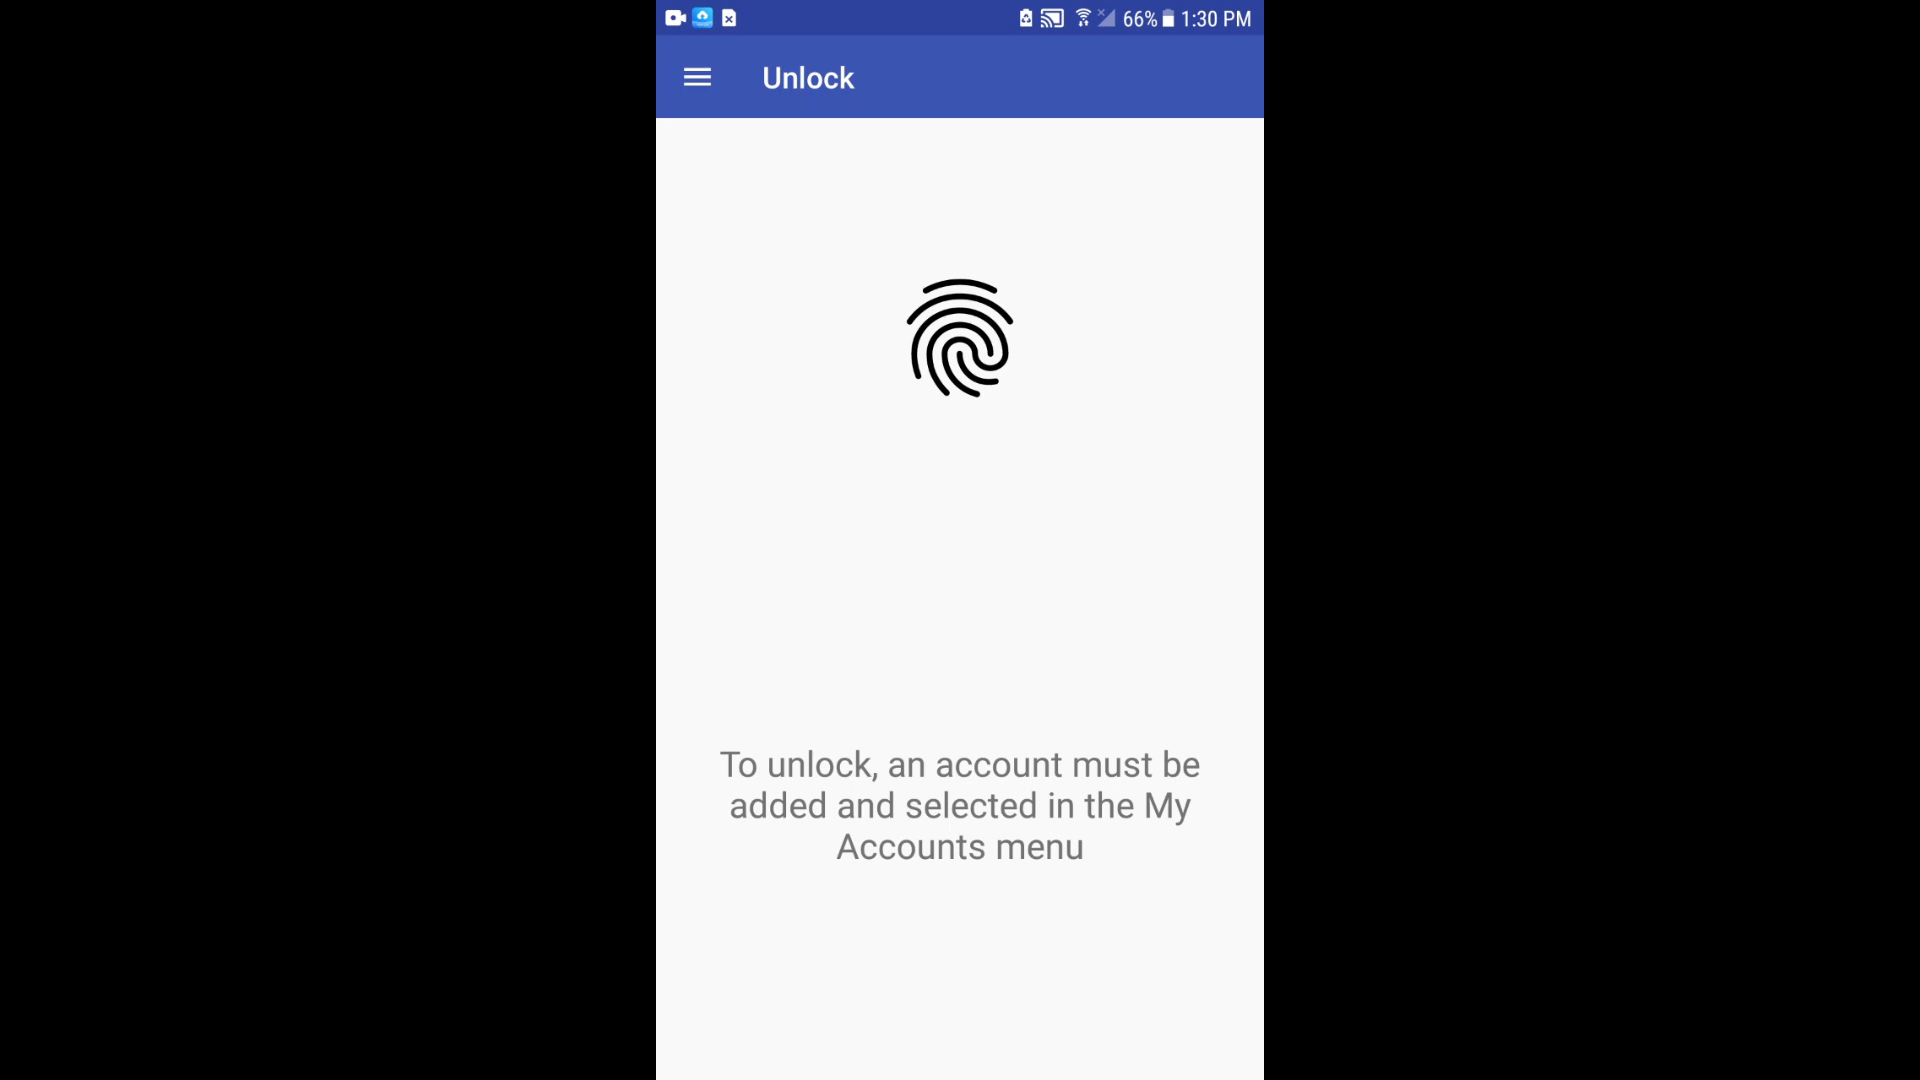 66% 1:30 PM
Unlock
To unlock, an account must be
added and selected in the My
Accounts menu